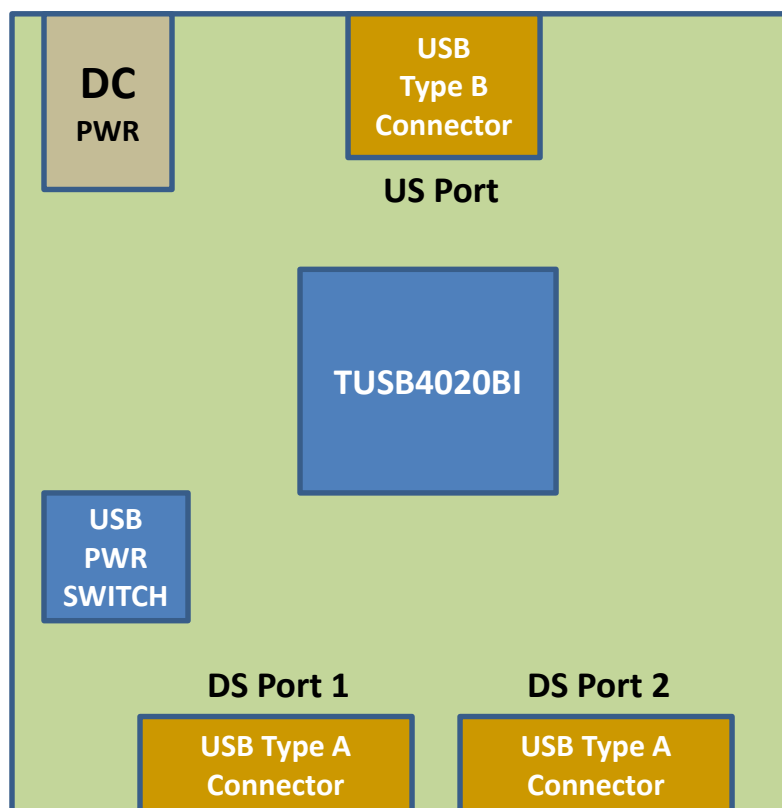 DC
PWR
USB
Type B
Connector
US Port
TUSB4020BI
USB
PWR
SWITCH
DS Port 1
DS Port 2
USB Type A
Connector
USB Type A
Connector